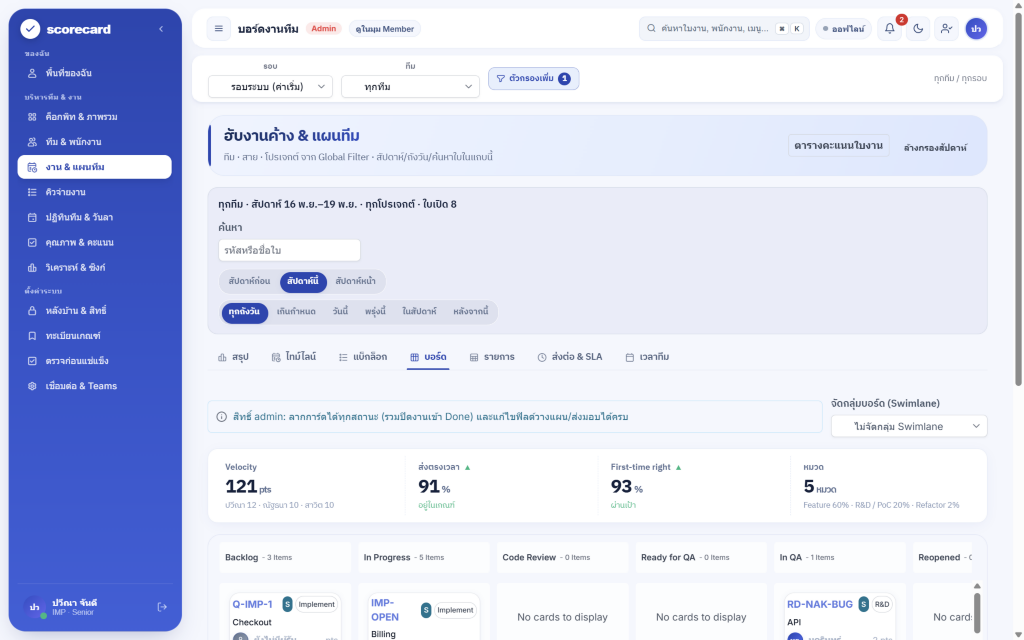 scorecard
ของฉัน
พื้นที่ของฉัน
บริหารทีม & งาน
ค็อกพิท & ภาพรวม
ทีม & พนักงาน
งาน & แผนทีม
คิวจ่ายงาน
ปฏิทินทีม & วันลา
คุณภาพ & คะแนน
วิเคราะห์ & ซิงก์
ตั้งค่าระบบ
หลังบ้าน & สิทธิ์
ทะเบียนเกณฑ์
ตรวจก่อนแช่แข็ง
เชื่อมต่อ & Teams
ปว
ปวีณา จันดี
IMP · Senior
บอร์ดงานทีม Admin ดูในมุม Member
ค้นหาใบงาน, พนักงาน, เมนู... ⌘ K
ออฟไลน์ 2 ปว
รอบ ทีม
รอบระบบ (ค่าเริ่ม) ทุกทีม ตัวกรองเพิ่ม 1
ทุกทีม / ทุกรอบ
ฮับงานค้าง & แผนทีม
ทีม · สาย · โปรเจกต์ จาก Global Filter · สัปดาห์/ถังวัน/ค้นหาใบในแถบนี้
ตารางคะแนนใบงาน ล้างกรองสัปดาห์
ทุกทีม · สัปดาห์ 16 พ.ย.–19 พ.ย. · ทุกโปรเจกต์ · ใบเปิด 8
ค้นหา
รหัสหรือชื่อใบ
สัปดาห์ก่อน สัปดาห์นี้ สัปดาห์หน้า
ทุกถังวัน เกินกำหนด วันนี้ พรุ่งนี้ ในสัปดาห์ หลังจากนี้
สรุป ไทม์ไลน์ แบ็กล็อก บอร์ด รายการ ส่งต่อ & SLA เวลาทีม
สิทธิ์ admin: ลากการ์ดได้ทุกสถานะ (รวมปิดงานเข้า Done) และแก้ไขฟิลด์วางแผน/ส่งมอบได้ครบ
จัดกลุ่มบอร์ด (Swimlane)
ไม่จัดกลุ่ม Swimlane
Velocity
121 pts
ปวีณา 12 · ณัฐธนา 10 · สาวิต 10
ส่งตรงเวลา ▲
91 %
อยู่ในเกณฑ์
First-time right ▲
93 %
ผ่านเป้า
หมวด
5 หมวด
Feature 60% · R&D / PoC 20% · Refactor 2%
Backlog - 3 Items
In Progress - 5 Items
Code Review - 0 Items
Ready for QA - 0 Items
In QA - 1 Items
Reopened
Q-IMP-1 S Implement
Checkout
IMP-OPEN S Implement
Billing
No cards to display
No cards to display
RD-NAK-BUG S R&D
API
No card